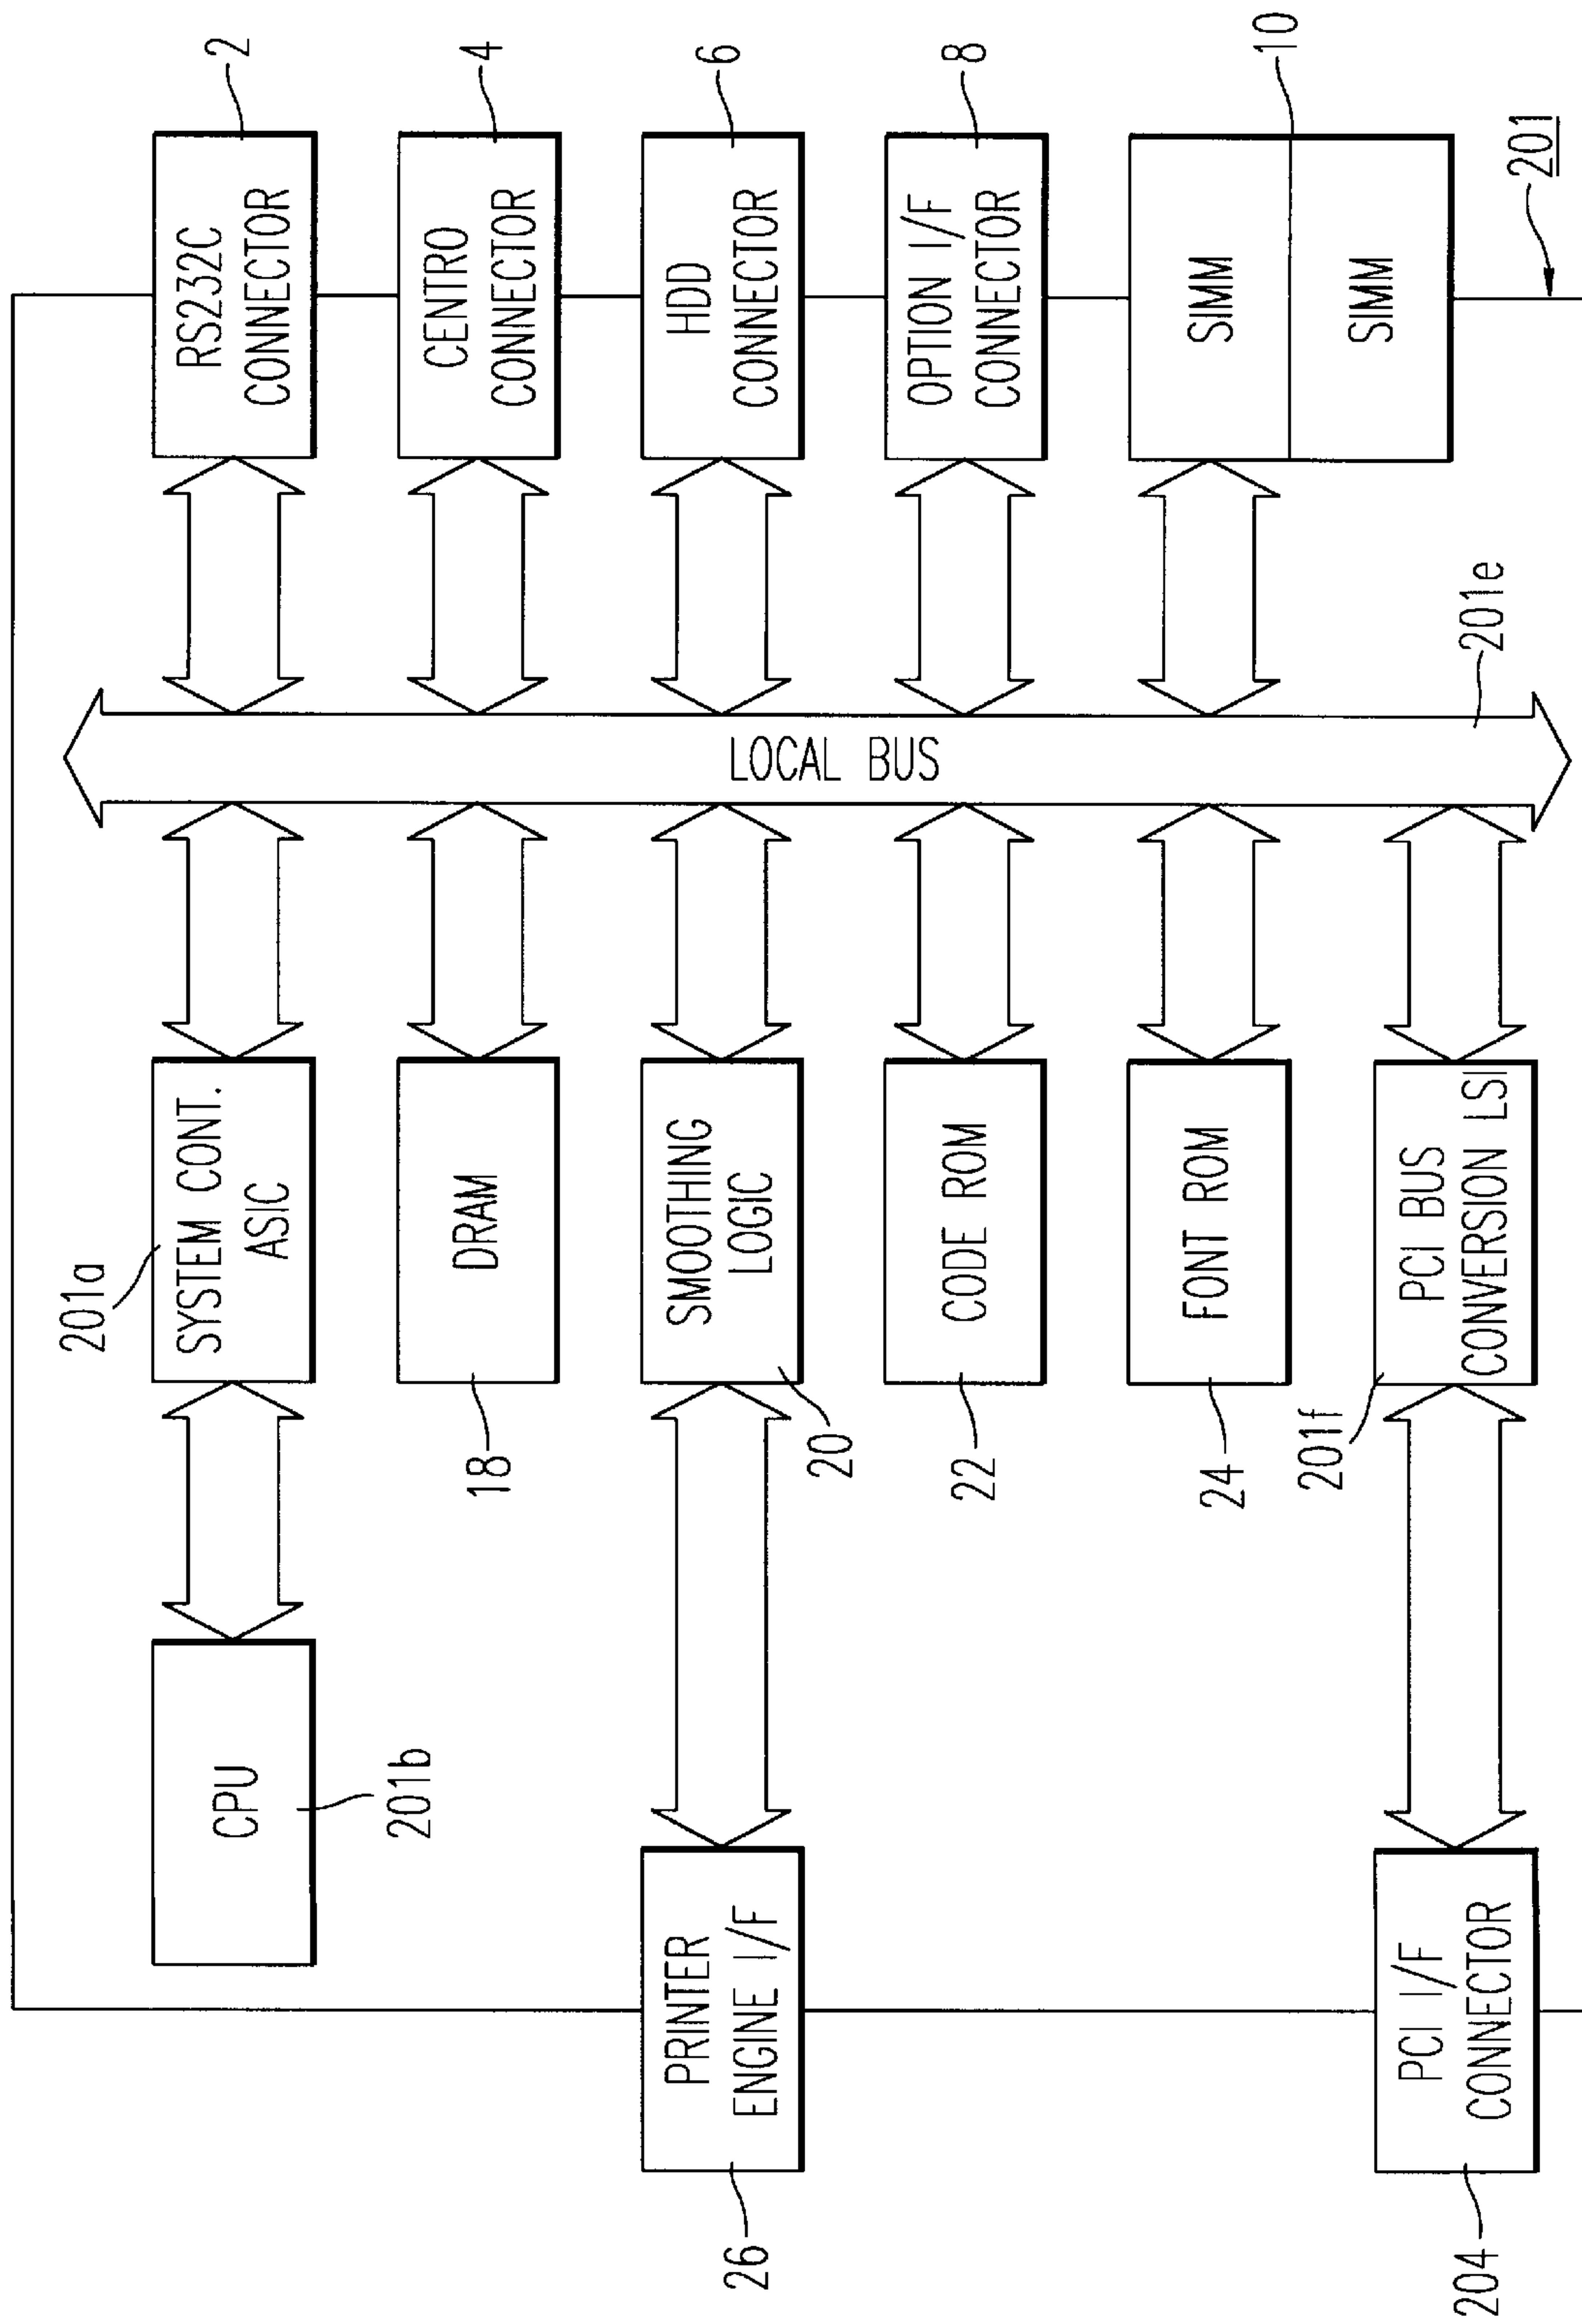 201
201a
SYSTEM CONT.
ASIC
RS232C
CONNECTOR
2
CPU
201b
DRAM
18
CENTRO
CONNECTOR
4
PRINTER
ENGINE I/F
26
SMOOTHING
LOGIC
20
LOCAL BUS
HDD
CONNECTOR
6
CODE ROM
22
OPTION I/F
CONNECTOR
8
FONT ROM
24
SIMM
SIMM
10
PCI I/F
CONNECTOR
204
PCI BUS
CONVERSION LSI
201f
201e